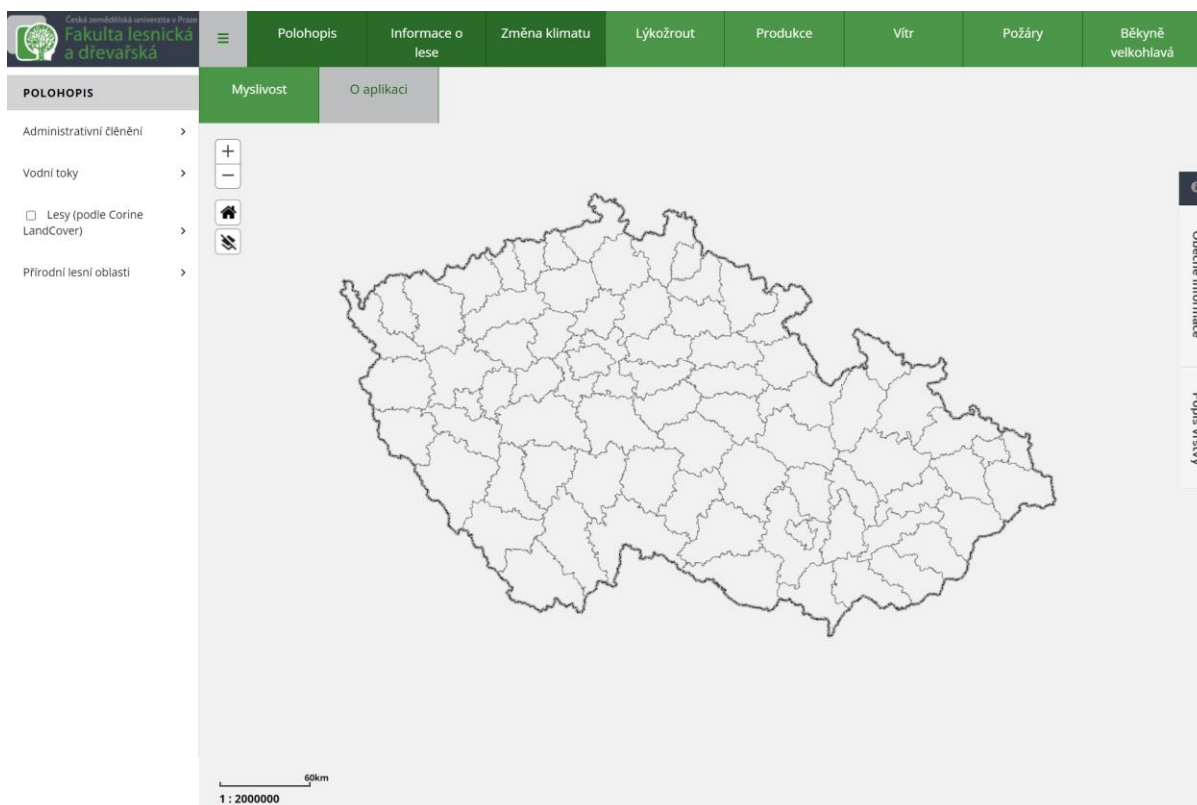 Česká zemědělská univerzita v Praze
Fakulta lesnická
a dřevařská
Polohopis
Informace o
lese
Změna klimatu
Lýkožrout
Produkce
Vítr
Požáry
Běkyně
velkohlavá
Myslivost
O aplikaci
POLOHOPIS
Administrativní člěnění
Vodní toky
Lesy (podle Corine
LandCover)
Přírodní lesní oblasti
Obecné informace
Popis vrstvy
60km
1 : 2000000